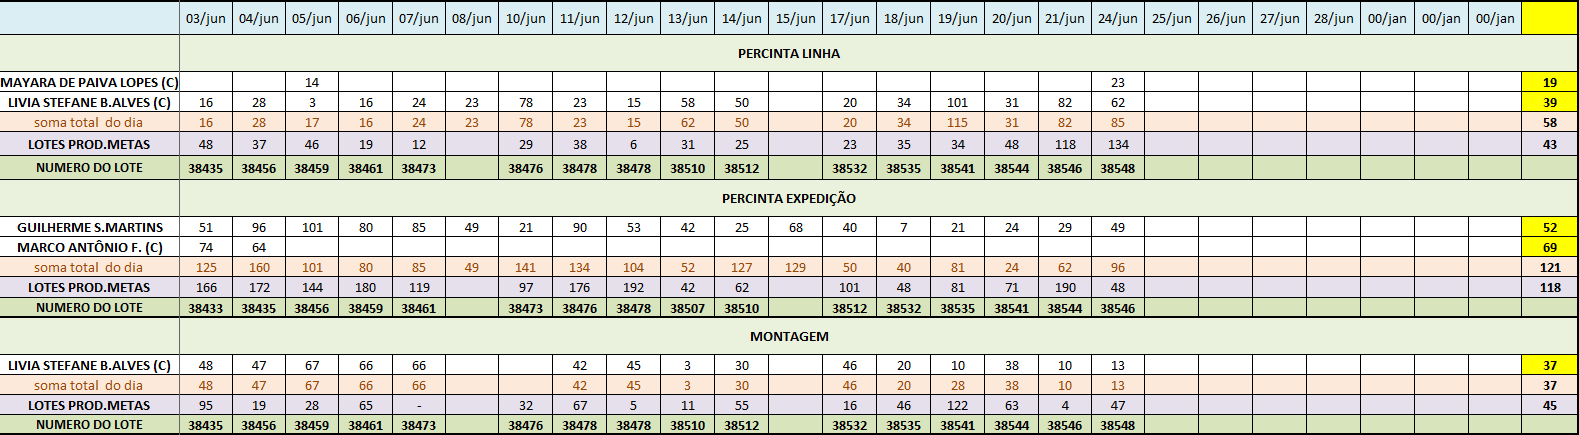 03/jun 04/jun 05/jun 06/jun 07/jun 08/jun 10/jun 11/jun 12/jun 13/jun 14/jun 15/jun 17/jun 18/jun 19/jun 20/jun 21/jun 24/jun 25/jun 26/jun 27/jun 28/jun 00/jan 00/jan 00/jan
PERCINTA LINHA
MAYARA DE PAIVA LOPES (C) 14 23 19
LIVIA STEFANE B.ALVES (C) 16 28 3 16 24 23 78 23 15 58 50 20 34 101 31 82 62 39
soma total do dia 16 28 17 16 24 23 78 23 15 62 50 20 34 115 31 82 85 58
LOTES PROD.METAS 48 37 46 19 12 29 38 6 31 25 23 35 34 48 118 134 43
NUMERO DO LOTE 38435 38456 38459 38461 38473 38476 38478 38478 38510 38512 38532 38535 38541 38544 38546 38548
PERCINTA EXPEDIÇÃO
GUILHERME S.MARTINS 51 96 101 80 85 49 21 90 53 42 25 68 40 7 21 24 29 49 52
MARCO ANTÔNIO F. (C) 74 64 69
soma total do dia 125 160 101 80 85 49 141 134 104 52 127 129 50 40 81 24 62 96 121
LOTES PROD.METAS 166 172 144 180 119 97 176 192 42 62 101 48 81 71 190 48 118
NUMERO DO LOTE 38433 38435 38456 38459 38461 38473 38476 38478 38507 38510 38512 38532 38535 38541 38544 38546
MONTAGEM
LIVIA STEFANE B.ALVES (C) 48 47 67 66 66 42 45 3 30 46 20 10 38 10 13 37
soma total do dia 48 47 67 66 66 42 45 3 30 46 20 28 38 10 13 37
LOTES PROD.METAS 95 19 28 65 - 32 67 5 11 55 16 46 122 63 4 47 45
NUMERO DO LOTE 38435 38456 38459 38461 38473 38476 38478 38478 38510 38512 38532 38535 38541 38544 38546 38548